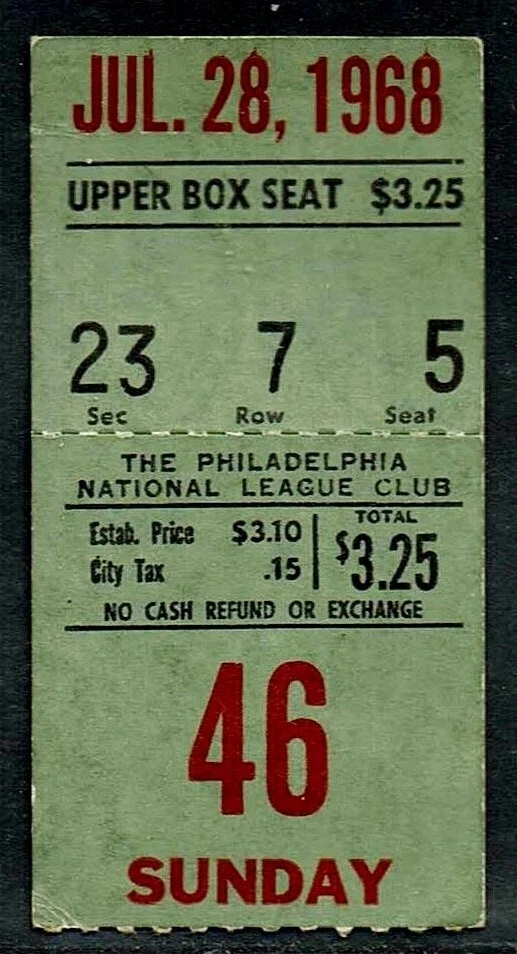 JUL. 28, 1968
UPPER BOX SEAT $3.25
23 7 5
Sec Row Seat
THE PHILADELPHIA
NATIONAL LEAGUE CLUB
Estab. Price $3.10
City Tax .15
TOTAL
$3.25
NO CASH REFUND OR EXCHANGE
46
SUNDAY